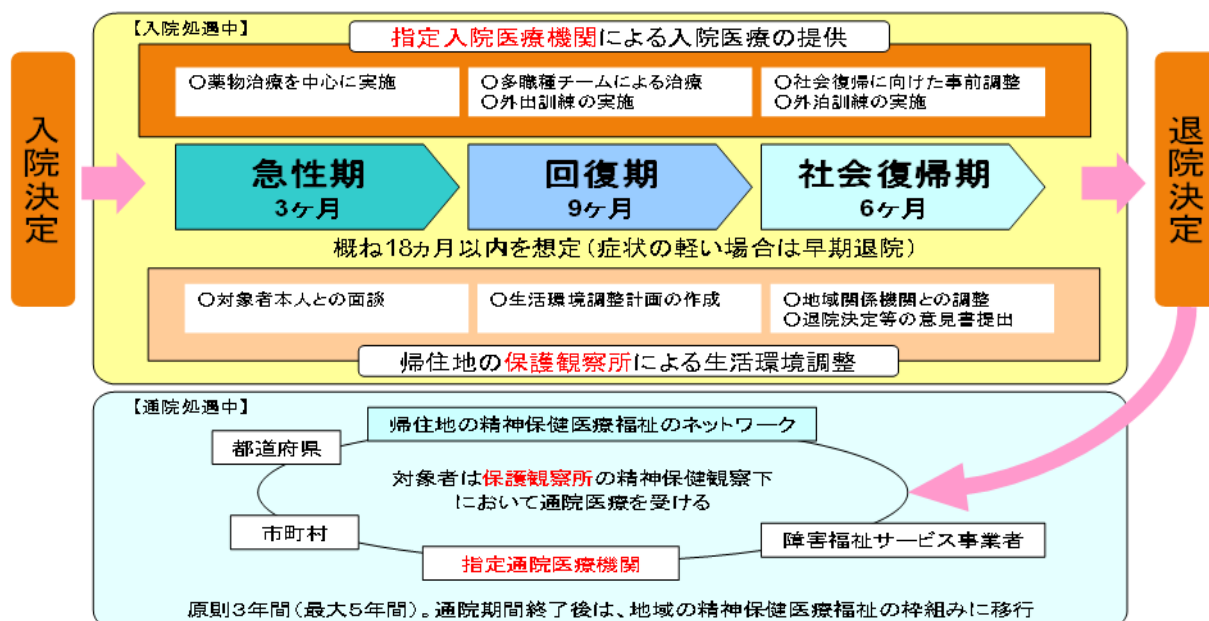 【入院処遇中】
指定入院医療機関による入院医療の提供
○薬物治療を中心に実施
○多職種チームによる治療
○外出訓練の実施
○社会復帰に向けた事前調整
○外泊訓練の実施
入院決定
急性期
3ヶ月
回復期
9ヶ月
社会復帰期
6ヶ月
退院決定
概ね18ヵ月以内を想定(症状の軽い場合は早期退院)
○対象者本人との面談
○生活環境調整計画の作成
○地域関係機関との調整
○退院決定等の意見書提出
帰住地の保護観察所による生活環境調整
【通院処遇中】
帰住地の精神保健医療福祉のネットワーク
都道府県
対象者は保護観察所の精神保健観察下
において通院医療を受ける
市町村
障害福祉サービス事業者
指定通院医療機関
原則3年間(最大5年間)。通院期間終了後は、地域の精神保健医療福祉の枠組みに移行